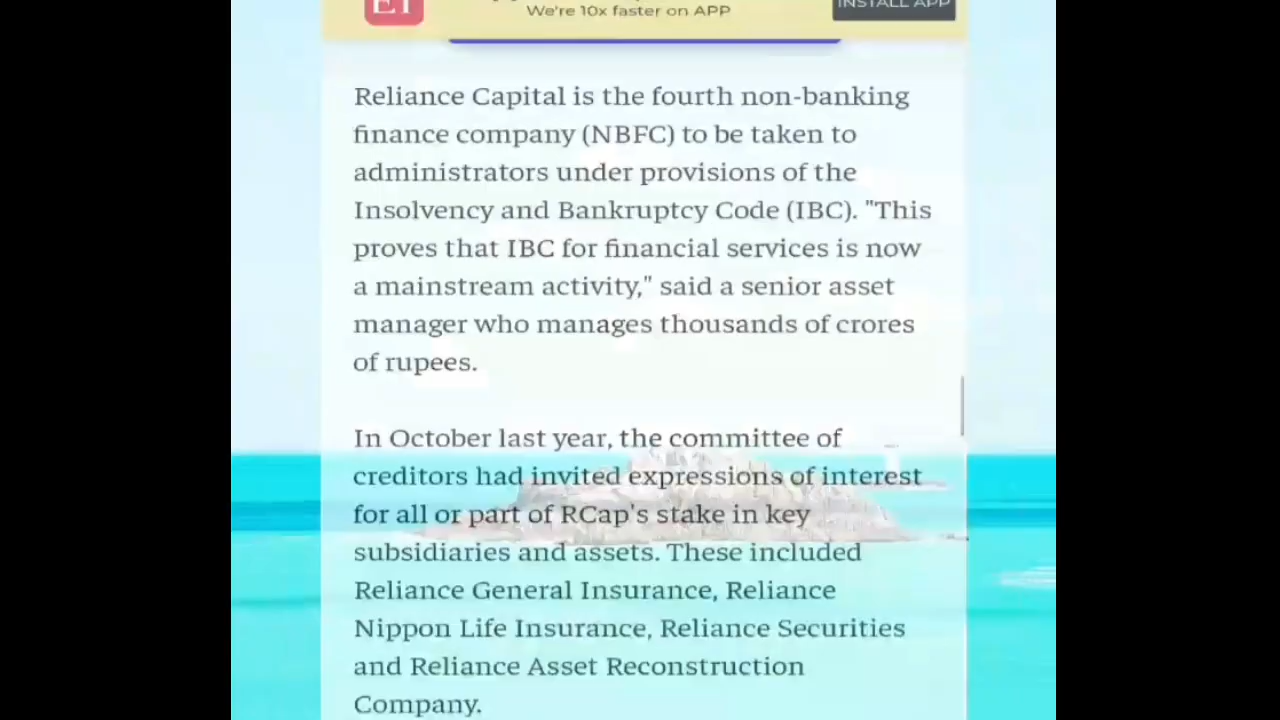 ET
We're 10x faster on APP
INSTALL APP
Reliance Capital is the fourth non-banking
finance company (NBFC) to be taken to
administrators under provisions of the
Insolvency and Bankruptcy Code (IBC). "This
proves that IBC for financial services is now
a mainstream activity," said a senior asset
manager who manages thousands of crores
of rupees.
In October last year, the committee of
creditors had invited expressions of interest
for all or part of RCap's stake in key
subsidiaries and assets. These included
Reliance General Insurance, Reliance
Nippon Life Insurance, Reliance Securities
and Reliance Asset Reconstruction
Company.